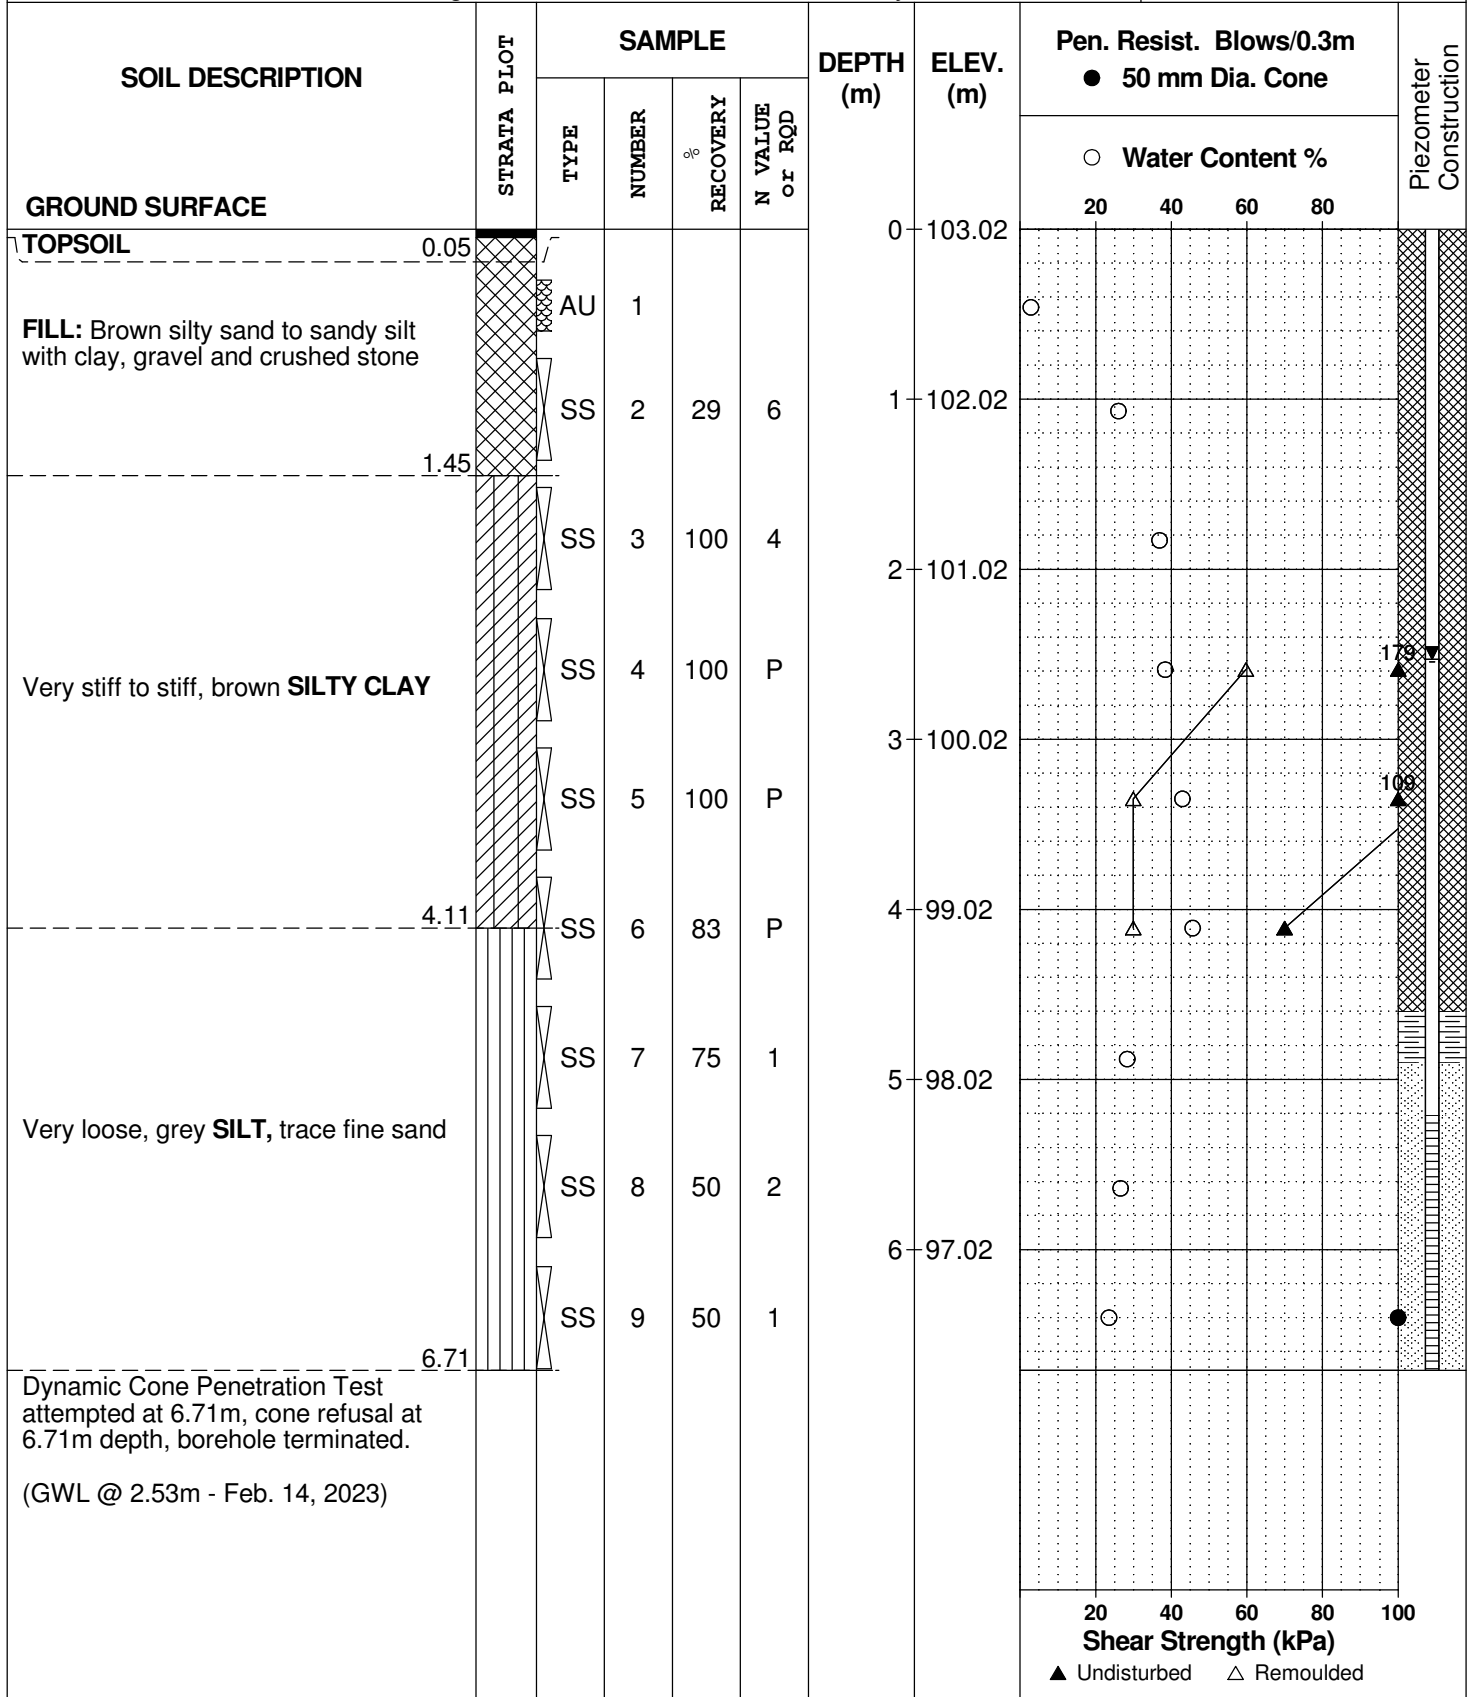 SOIL DESCRIPTION
GROUND SURFACE
STRATA PLOT
SAMPLE
TYPE
NUMBER
% RECOVERY
N VALUE or RQD
DEPTH (m)
ELEV. (m)
Pen. Resist. Blows/0.3m
● 50 mm Dia. Cone
○ Water Content %
20 40 60 80
Piezometer Construction
0 103.02
TOPSOIL 0.05
AU 1
FILL: Brown silty sand to sandy silt
with clay, gravel and crushed stone
SS 2 29 6
1 102.02
1.45
SS 3 100 4
2 101.02
179
SS 4 100 P
Very stiff to stiff, brown SILTY CLAY
3 100.02
109
SS 5 100 P
4 99.02
4.11
SS 6 83 P
SS 7 75 1
5 98.02
Very loose, grey SILT, trace fine sand
SS 8 50 2
6 97.02
SS 9 50 1
6.71
Dynamic Cone Penetration Test
attempted at 6.71m, cone refusal at
6.71m depth, borehole terminated.
(GWL @ 2.53m - Feb. 14, 2023)
20 40 60 80 100
Shear Strength (kPa)
▲ Undisturbed △ Remoulded